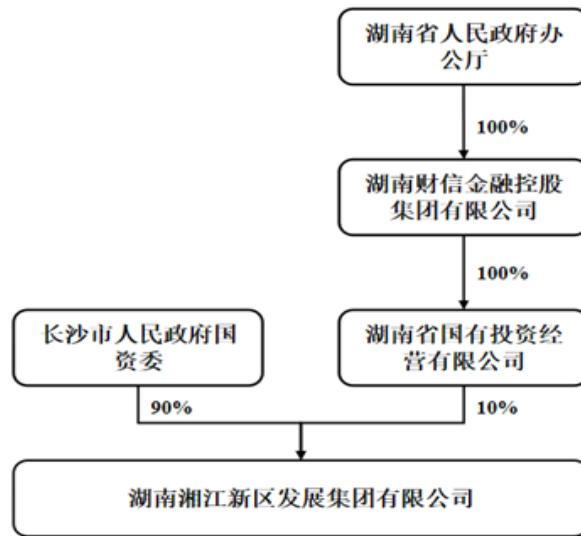 湖南省人民政府办
公厅
100%
湖南财信金融控股
集团有限公司
100%
长沙市人民政府国
资委
湖南省国有投资经
营有限公司
90%
10%
湖南湘江新区发展集团有限公司